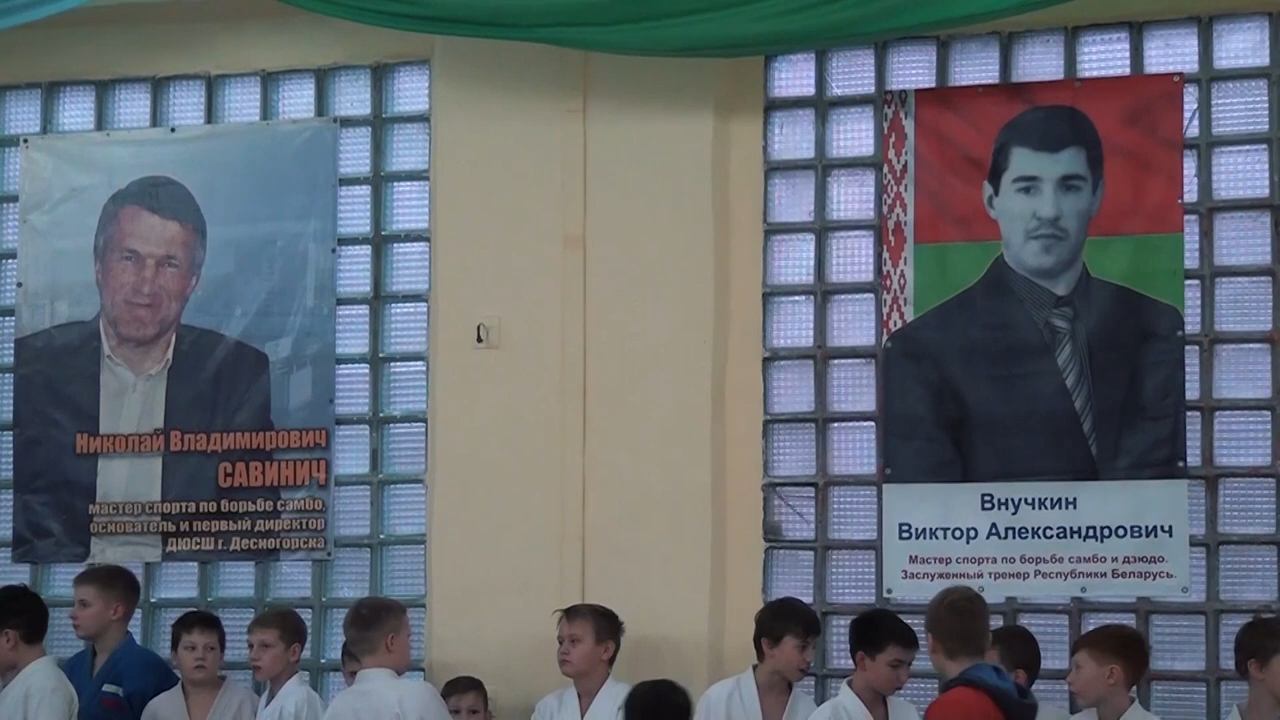 Николай Владимирович
САВИНИЧ
мастер спорта по борьбе самбо,
основатель и первый директор
ДЮСШ г. Десногорска
Внучкин
Виктор Александрович
Мастер спорта по борьбе самбо и дзюдо.
Заслуженный тренер Республики Беларусь.